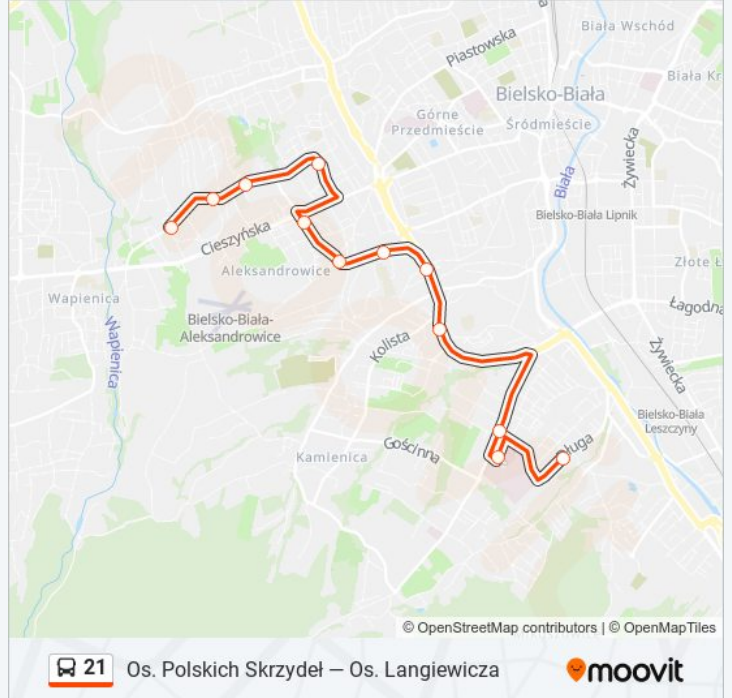 Biała Wschód
Piastowska
Biała Kr
Bielsko-Biała
Górne
Przedmieście
Śródmieście
Żywiecka
Biała
Bielsko-Biała Lipnik
Cieszyńska
Złote Ł
Aleksandrowice
Wapienica
Łagodna
Bielsko-Biała-
Aleksandrowice
Wapienica
Kolista
Żywiecka
Bielsko-Biała
Leszczyny
Gościnna
Kamienica
© OpenStreetMap contributors | © OpenMapTiles
21 Os. Polskich Skrzydeł — Os. Langiewicza
moovit